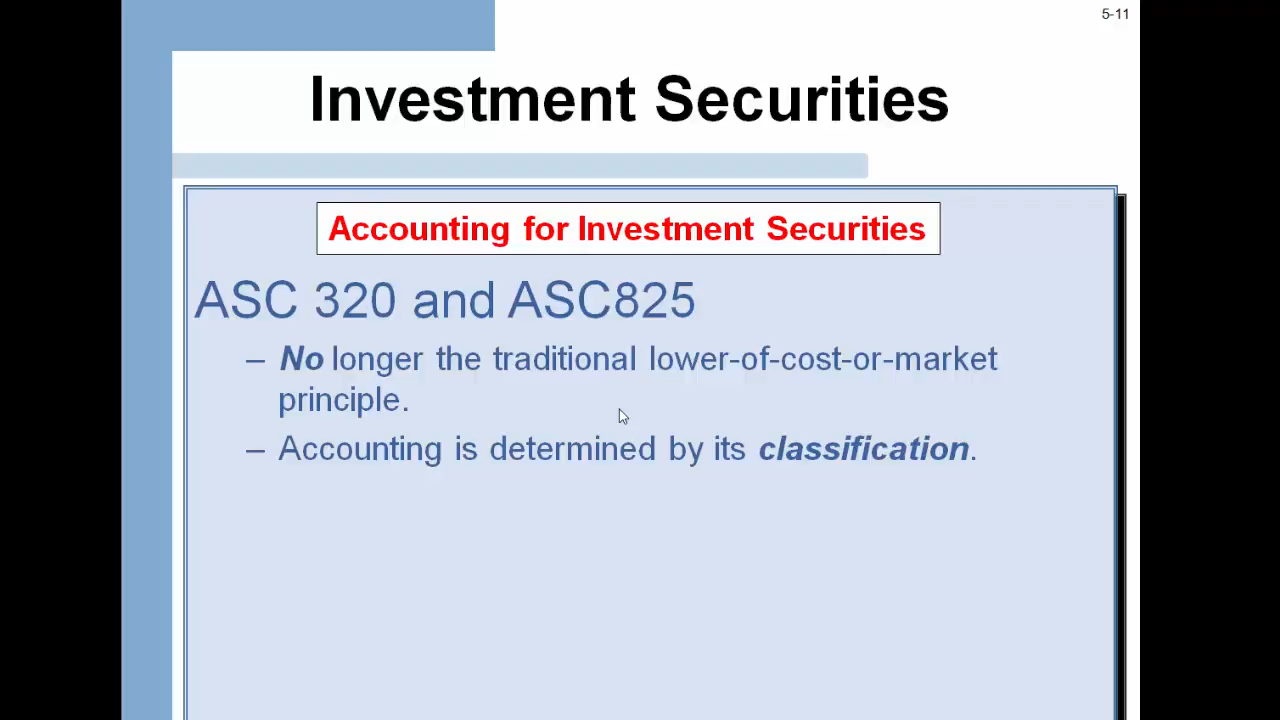 5-11
Investment Securities
Accounting for Investment Securities
ASC 320 and ASC825
– No longer the traditional lower-of-cost-or-market
principle.
– Accounting is determined by its classification.